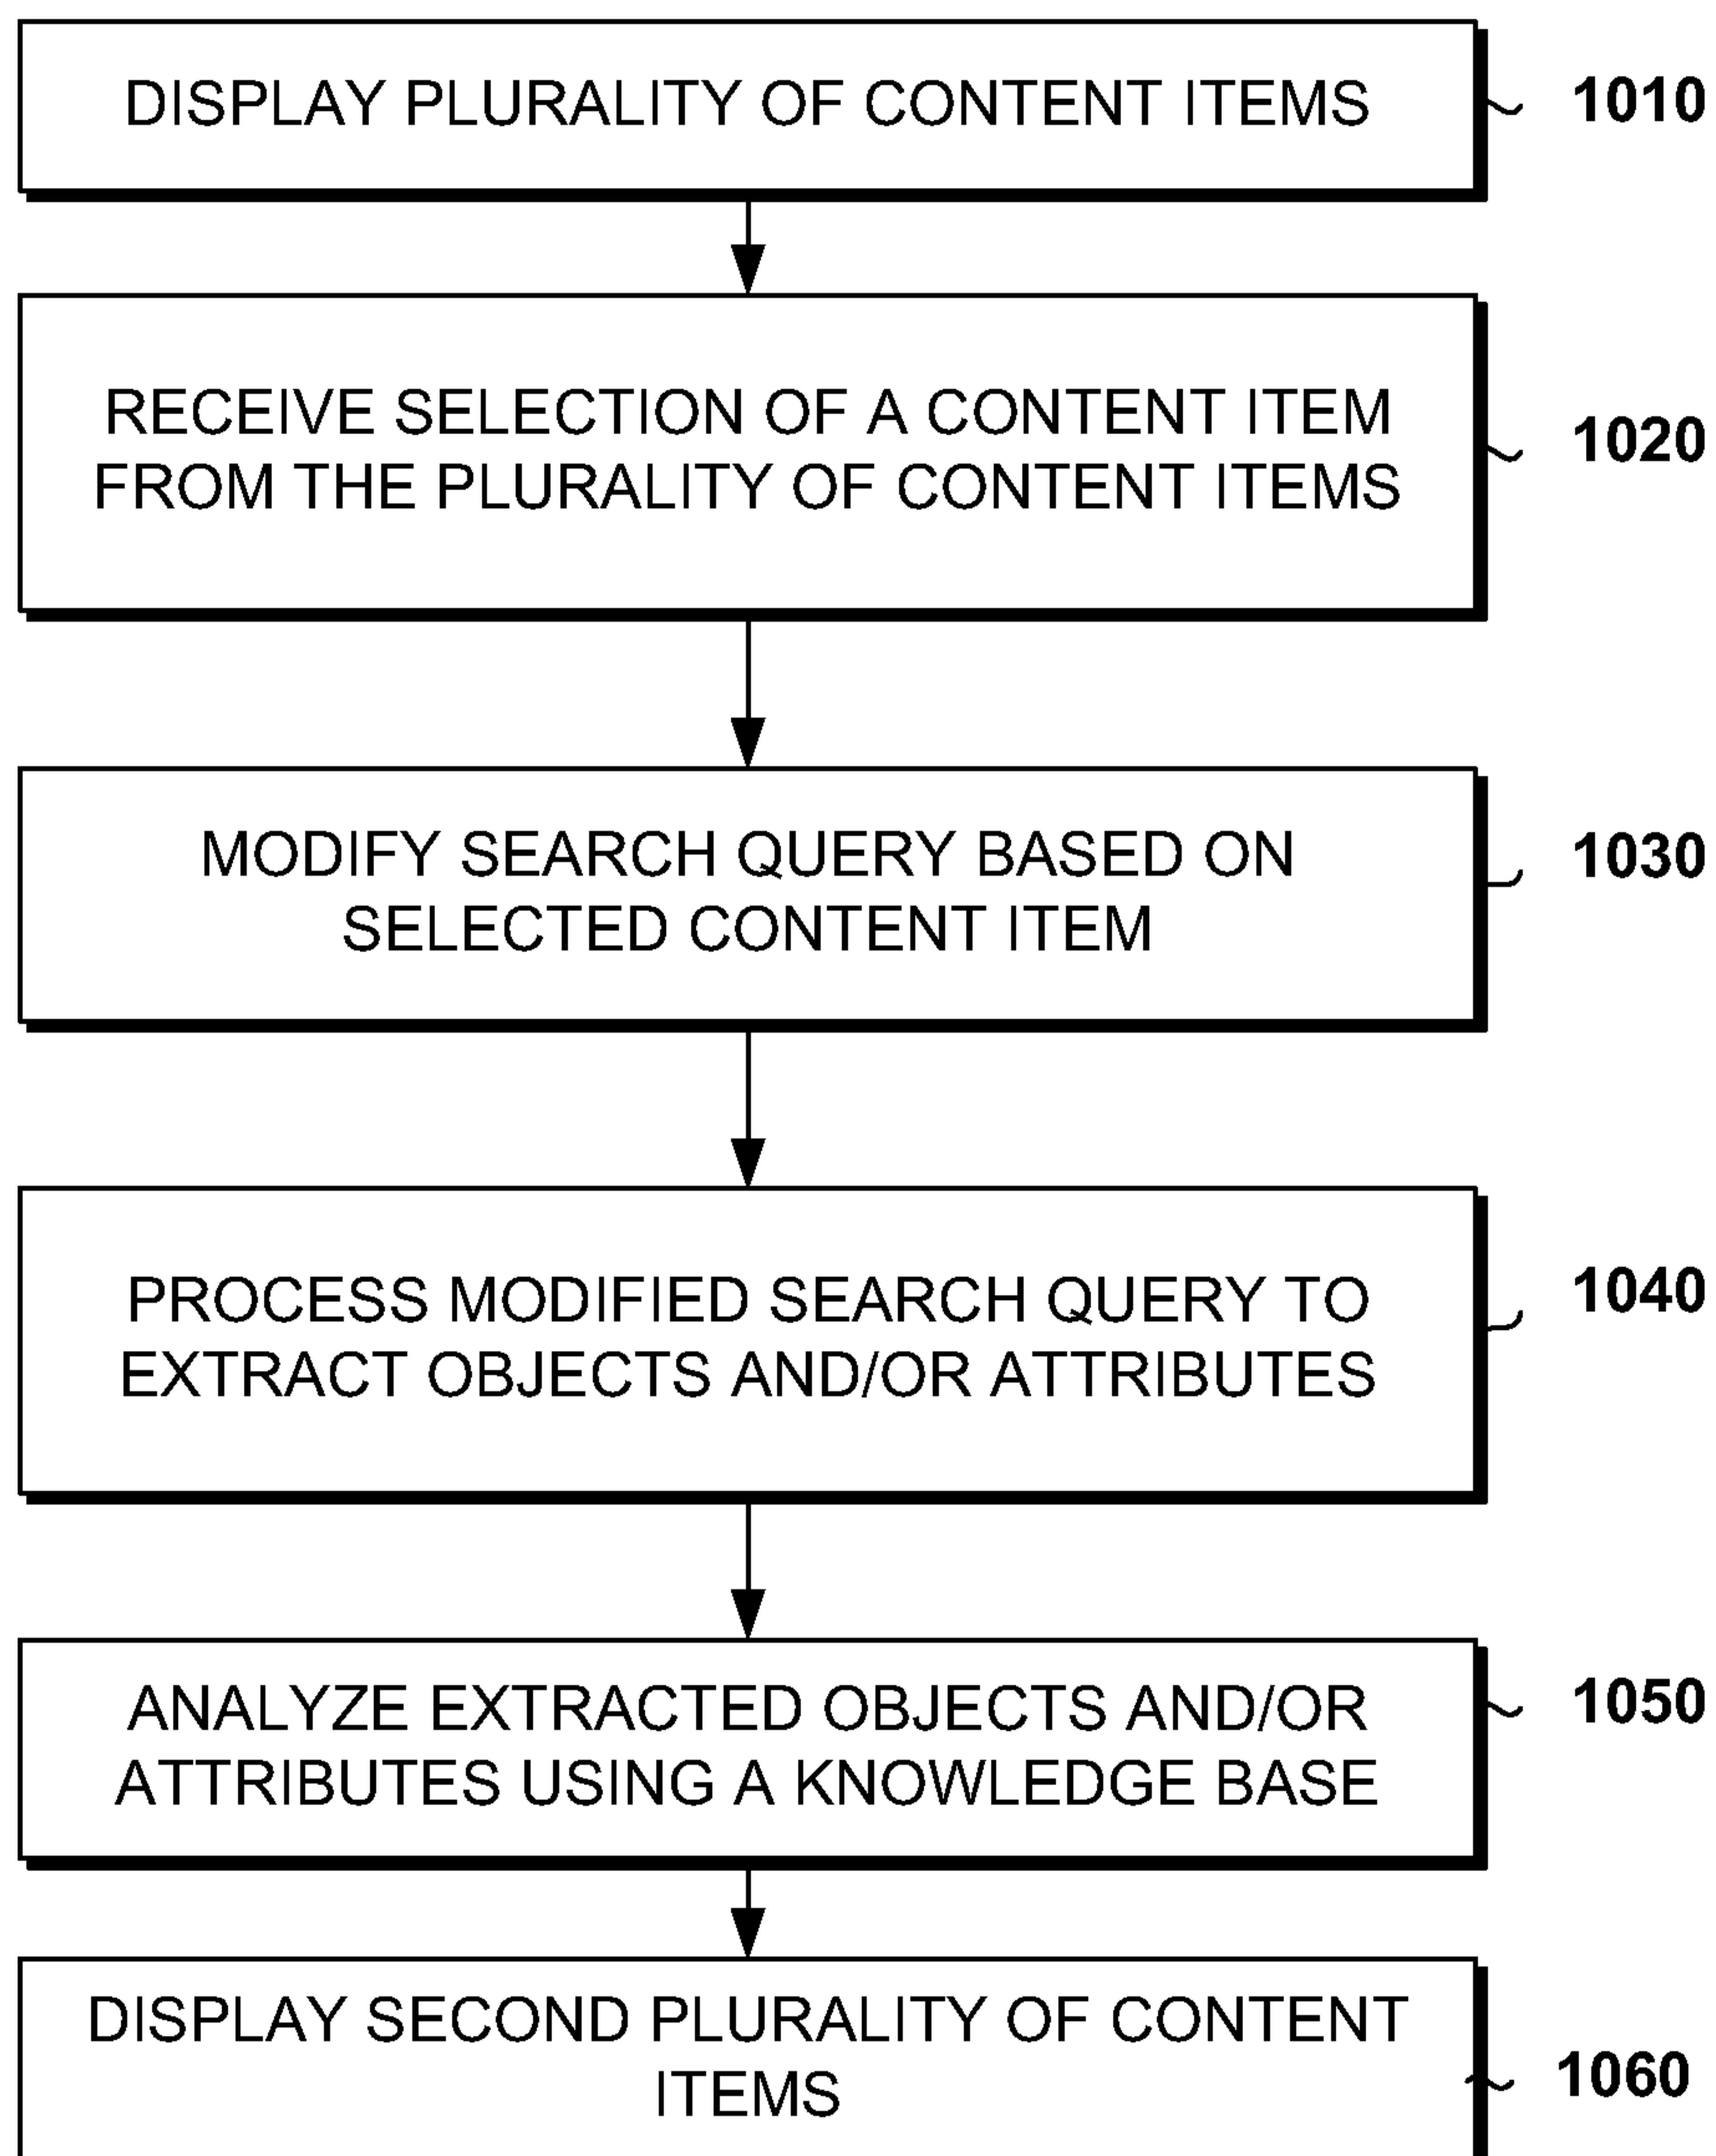 DISPLAY PLURALITY OF CONTENT ITEMS
1010
RECEIVE SELECTION OF A CONTENT ITEM
FROM THE PLURALITY OF CONTENT ITEMS
1020
MODIFY SEARCH QUERY BASED ON
SELECTED CONTENT ITEM
1030
PROCESS MODIFIED SEARCH QUERY TO
EXTRACT OBJECTS AND/OR ATTRIBUTES
1040
ANALYZE EXTRACTED OBJECTS AND/OR
ATTRIBUTES USING A KNOWLEDGE BASE
1050
DISPLAY SECOND PLURALITY OF CONTENT
ITEMS
1060